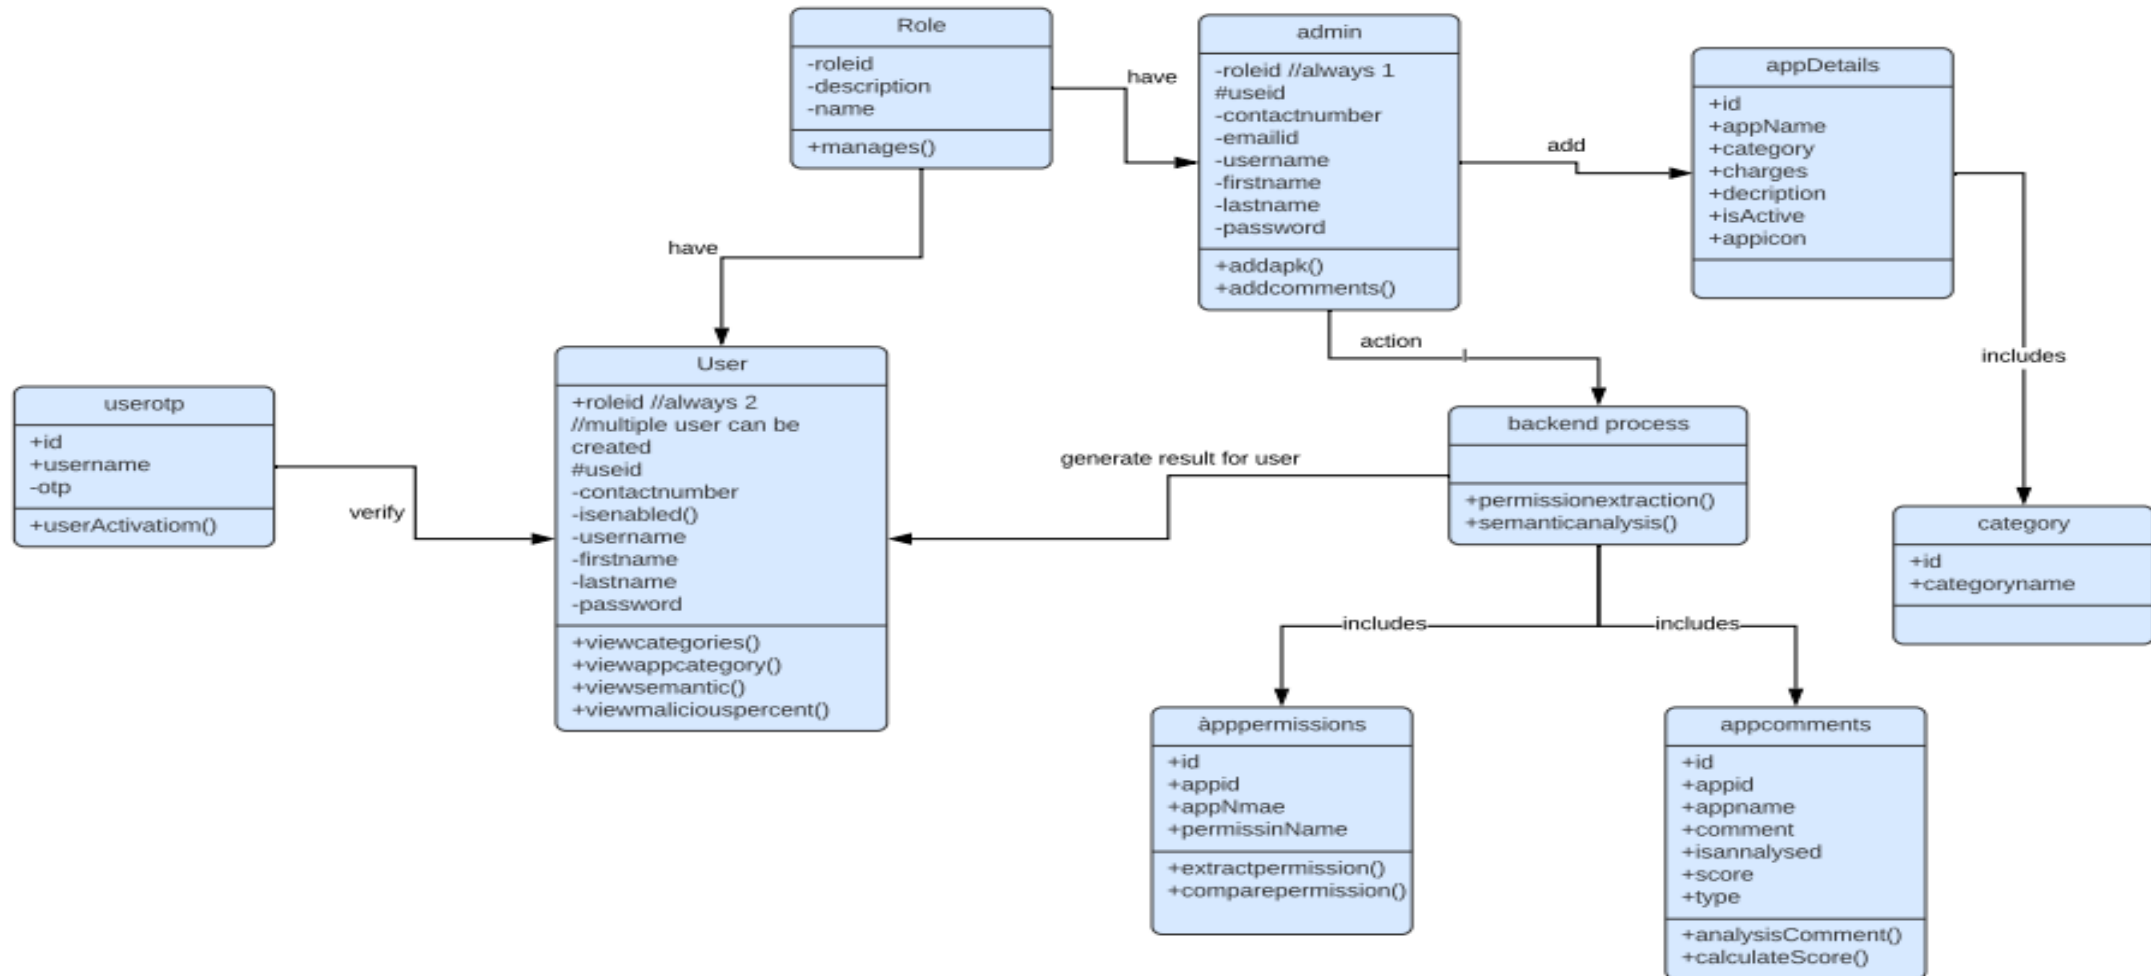 Role
-roleid
-description
-name
+manages()
have
admin
-roleid //always 1
#useid
-contactnumber
-emailid
-username
-firstname
-lastname
-password
+addapk()
+addcomments()
add
appDetails
+id
+appName
+category
+charges
+decription
+isActive
+appicon
have
action
includes
userotp
+id
+username
-otp
+userActivatiom()
verify
User
+roleid //always 2
//multiple user can be
created
#useid
-contactnumber
-isenabled()
-username
-firstname
-lastname
-password
+viewcategories()
+viewappcategory()
+viewsemantic()
+viewmaliciouspercent()
generate result for user
backend process
+permissionextraction()
+semanticanalysis()
category
+id
+categoryname
includes
includes
àpppermissions
+id
+appid
+appNmae
+permissinName
+extractpermission()
+comparepermission()
appcomments
+id
+appid
+appname
+comment
+isannalysed
+score
+type
+analysisComment()
+calculateScore()